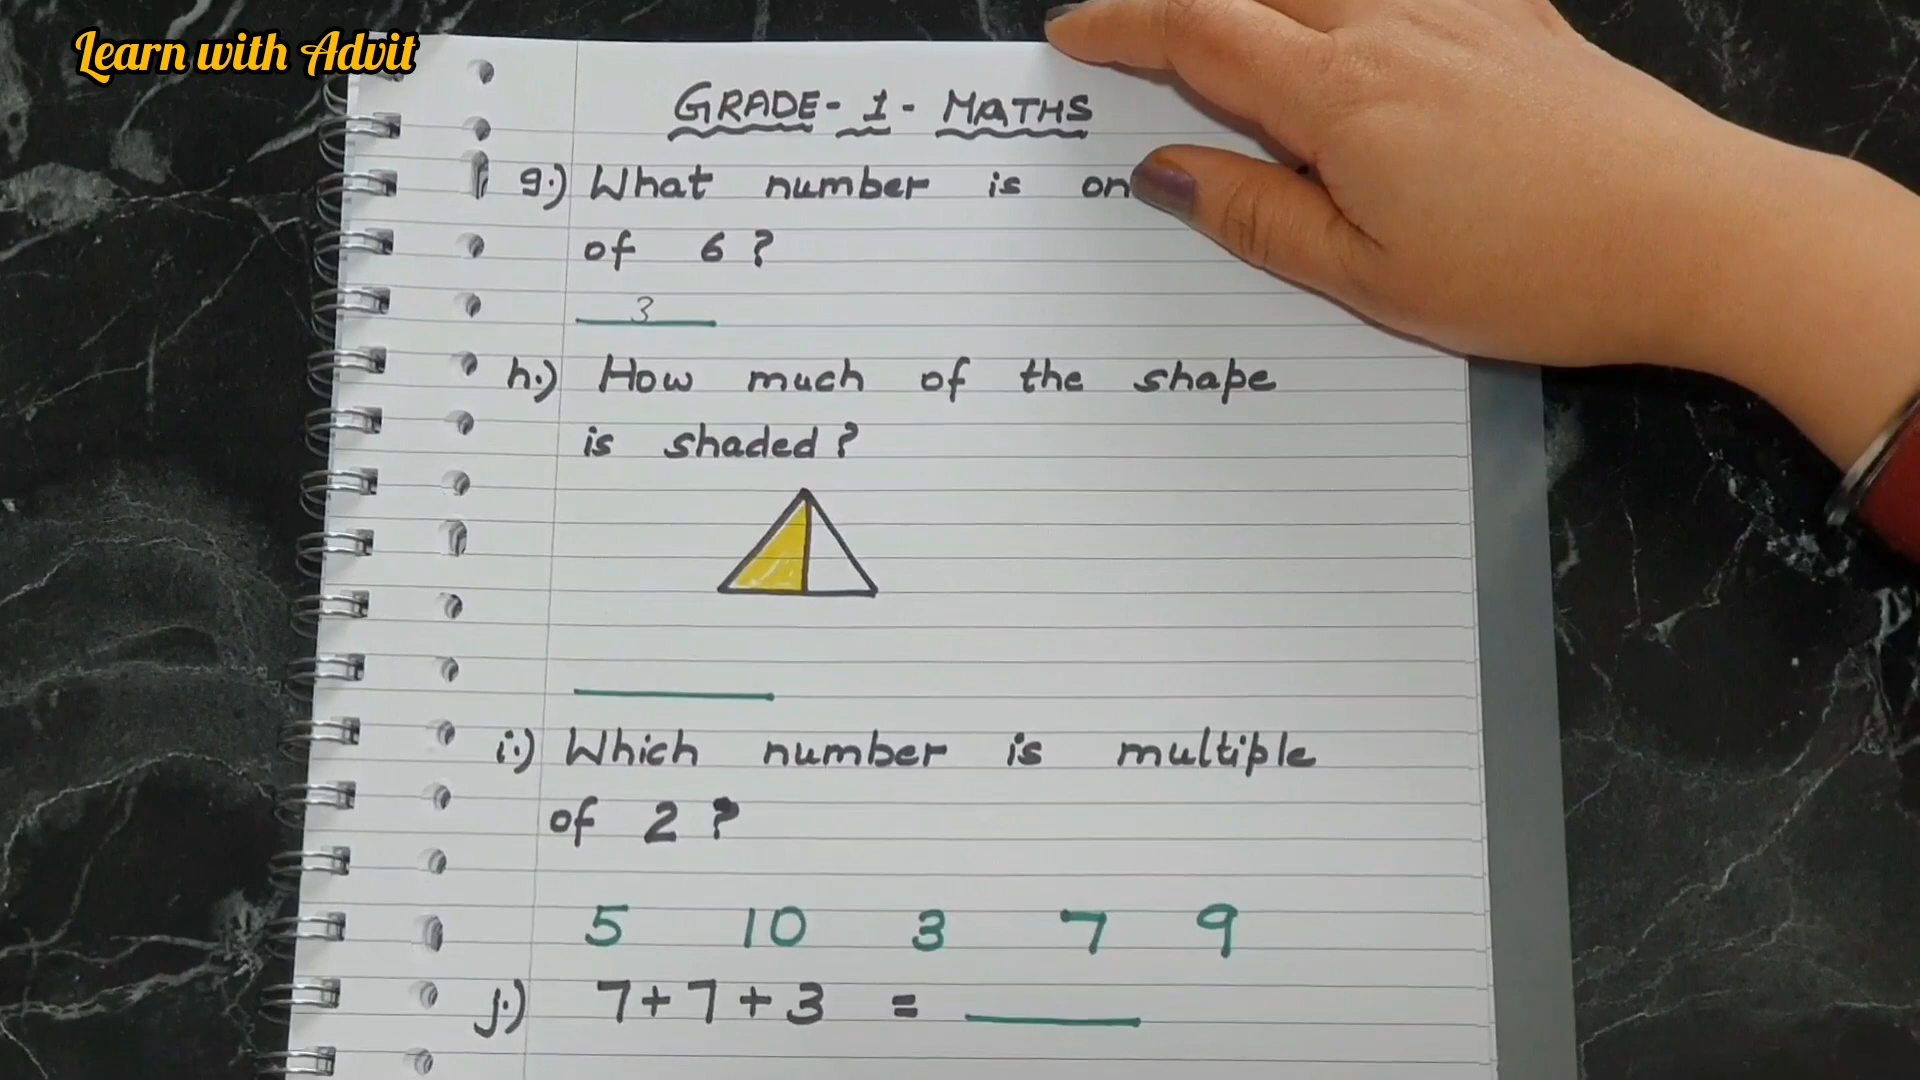 Learn with Advit
GRADE - 1 - MATHS
g.) What number is on
of 6 ?
3
h.) How much of the shape
is shaded ?
i.) Which number is multiple
of 2 ?
5 10 3 7 9
j.) 7 + 7 + 3 =